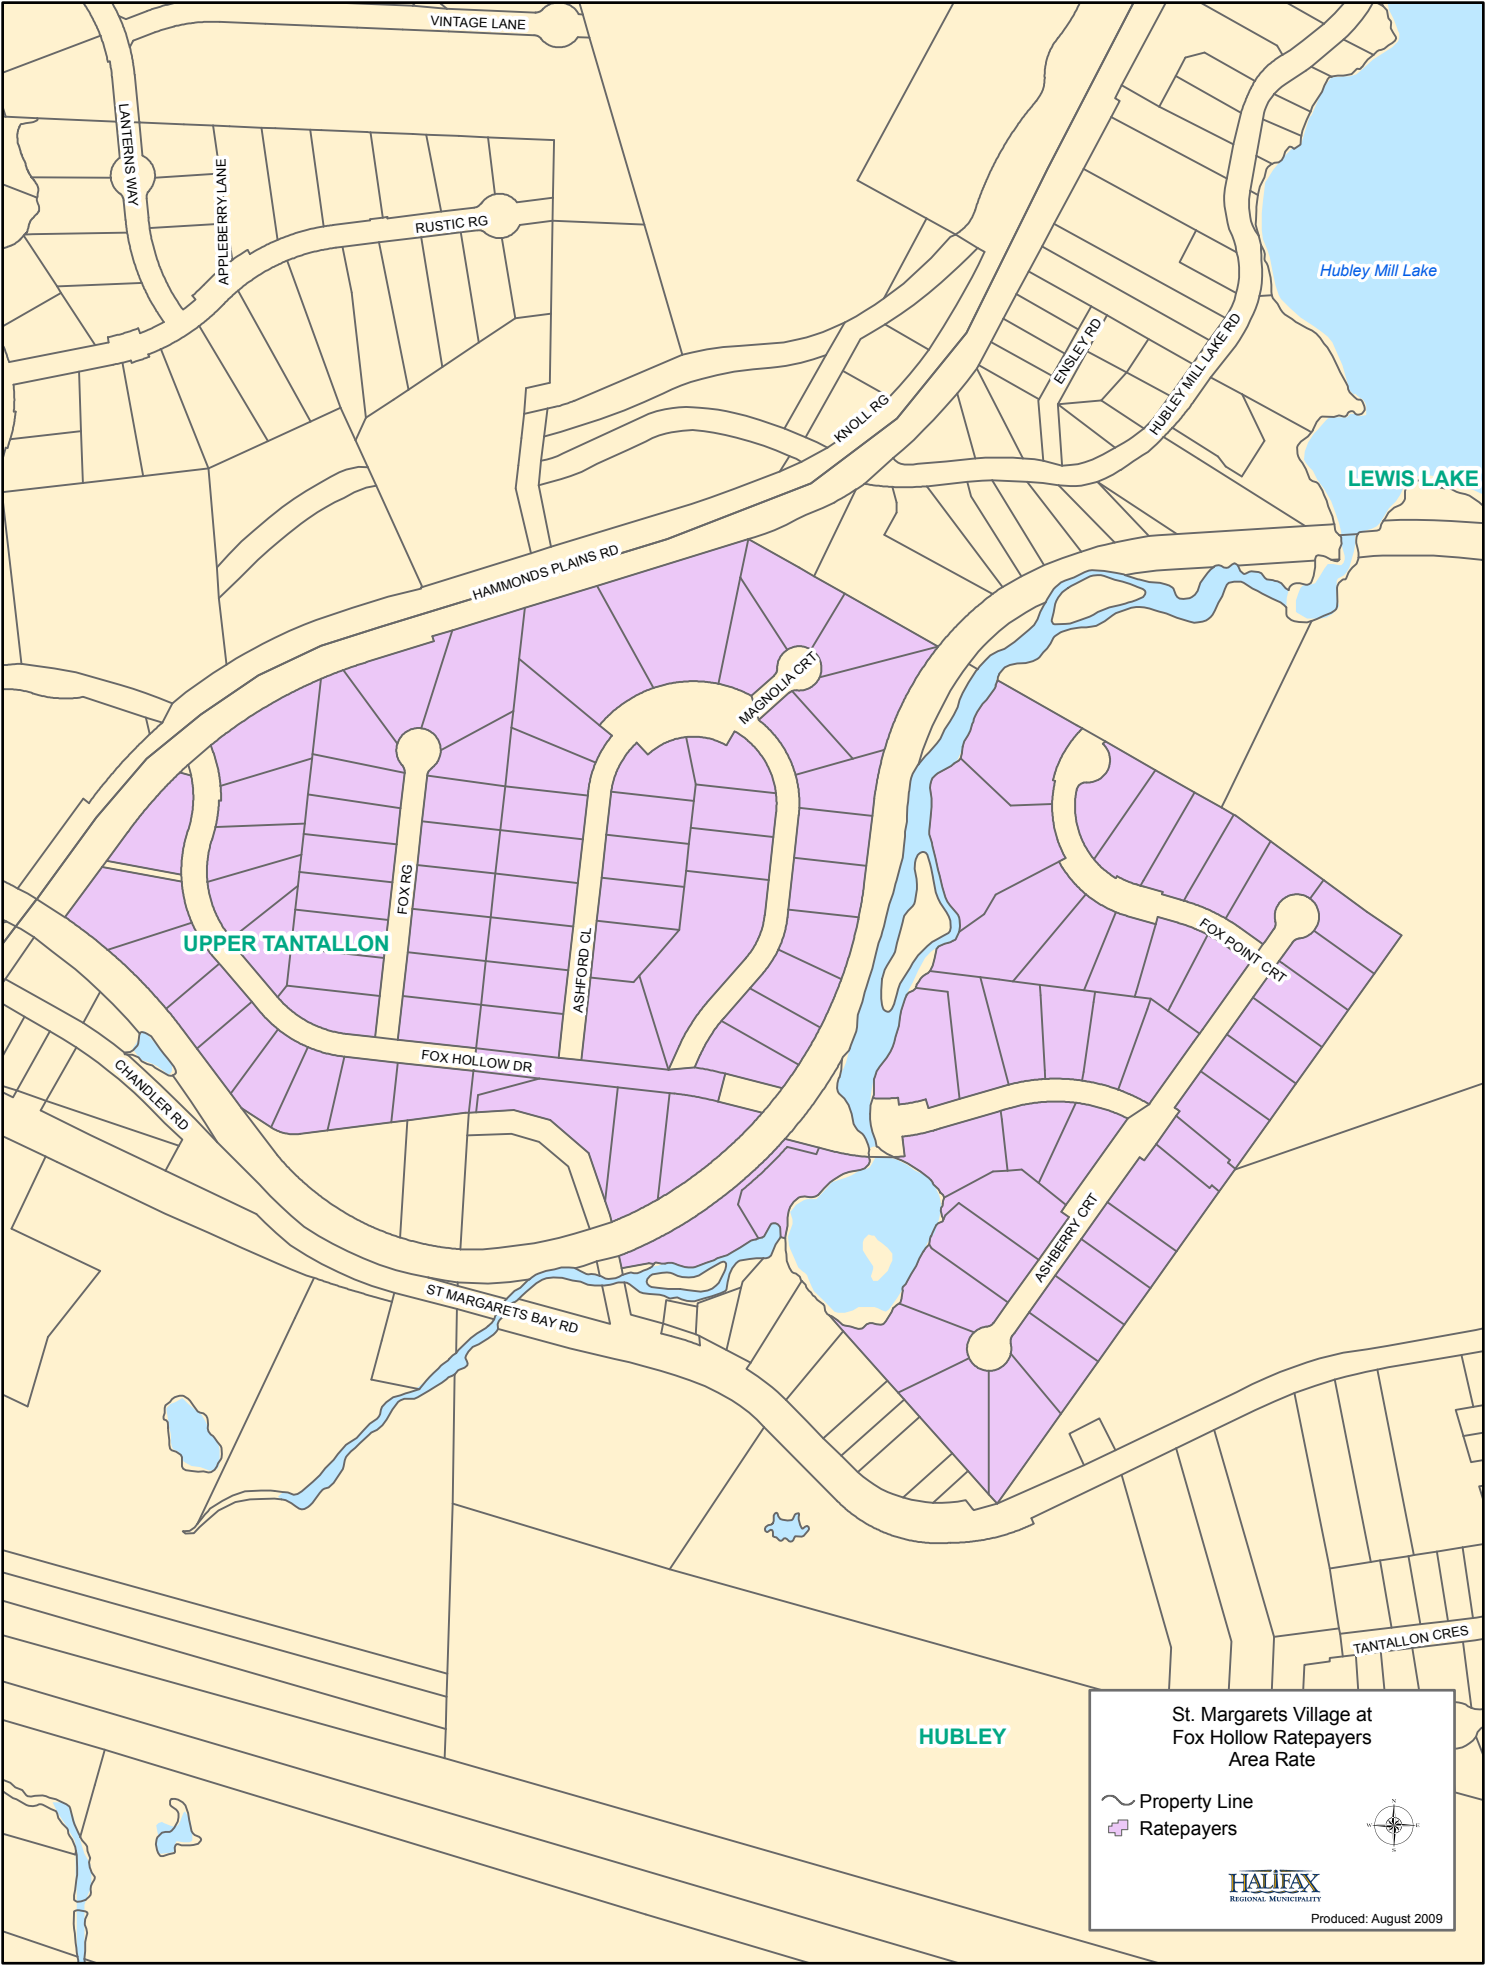 VINTAGE LANE
LANTERNS WAY
APPLEBERRY LANE
RUSTIC RG
Hubley Mill Lake
ENSLEY RD
HUBLEY MILL LAKE RD
KNOLL RG
LEWIS LAKE
HAMMONDS PLAINS RD
MAGNOLIA CRT
FOX RG
UPPER TANTALLON
ASHFORD CL
FOX POINT CRT
FOX HOLLOW DR
CHANDLER RD
ASHBERRY CRT
ST MARGARETS BAY RD
TANTALLON CRES
HUBLEY
St. Margarets Village at
Fox Hollow Ratepayers
Area Rate
Property Line
Ratepayers
N
W
E
S
HALIFAX
REGIONAL MUNICIPALITY
Produced: August 2009